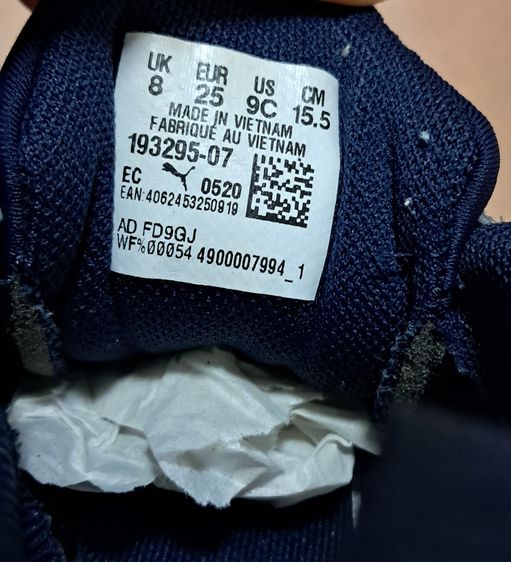 UK EUR US CM
8 25 9C 15.5
MADE IN VIETNAM
FABRIQUÉ AU VIETNAM
193295-07
EC 0520
EAN:4062453250919
AD FD9GJ
WF%00054 4900007994_1